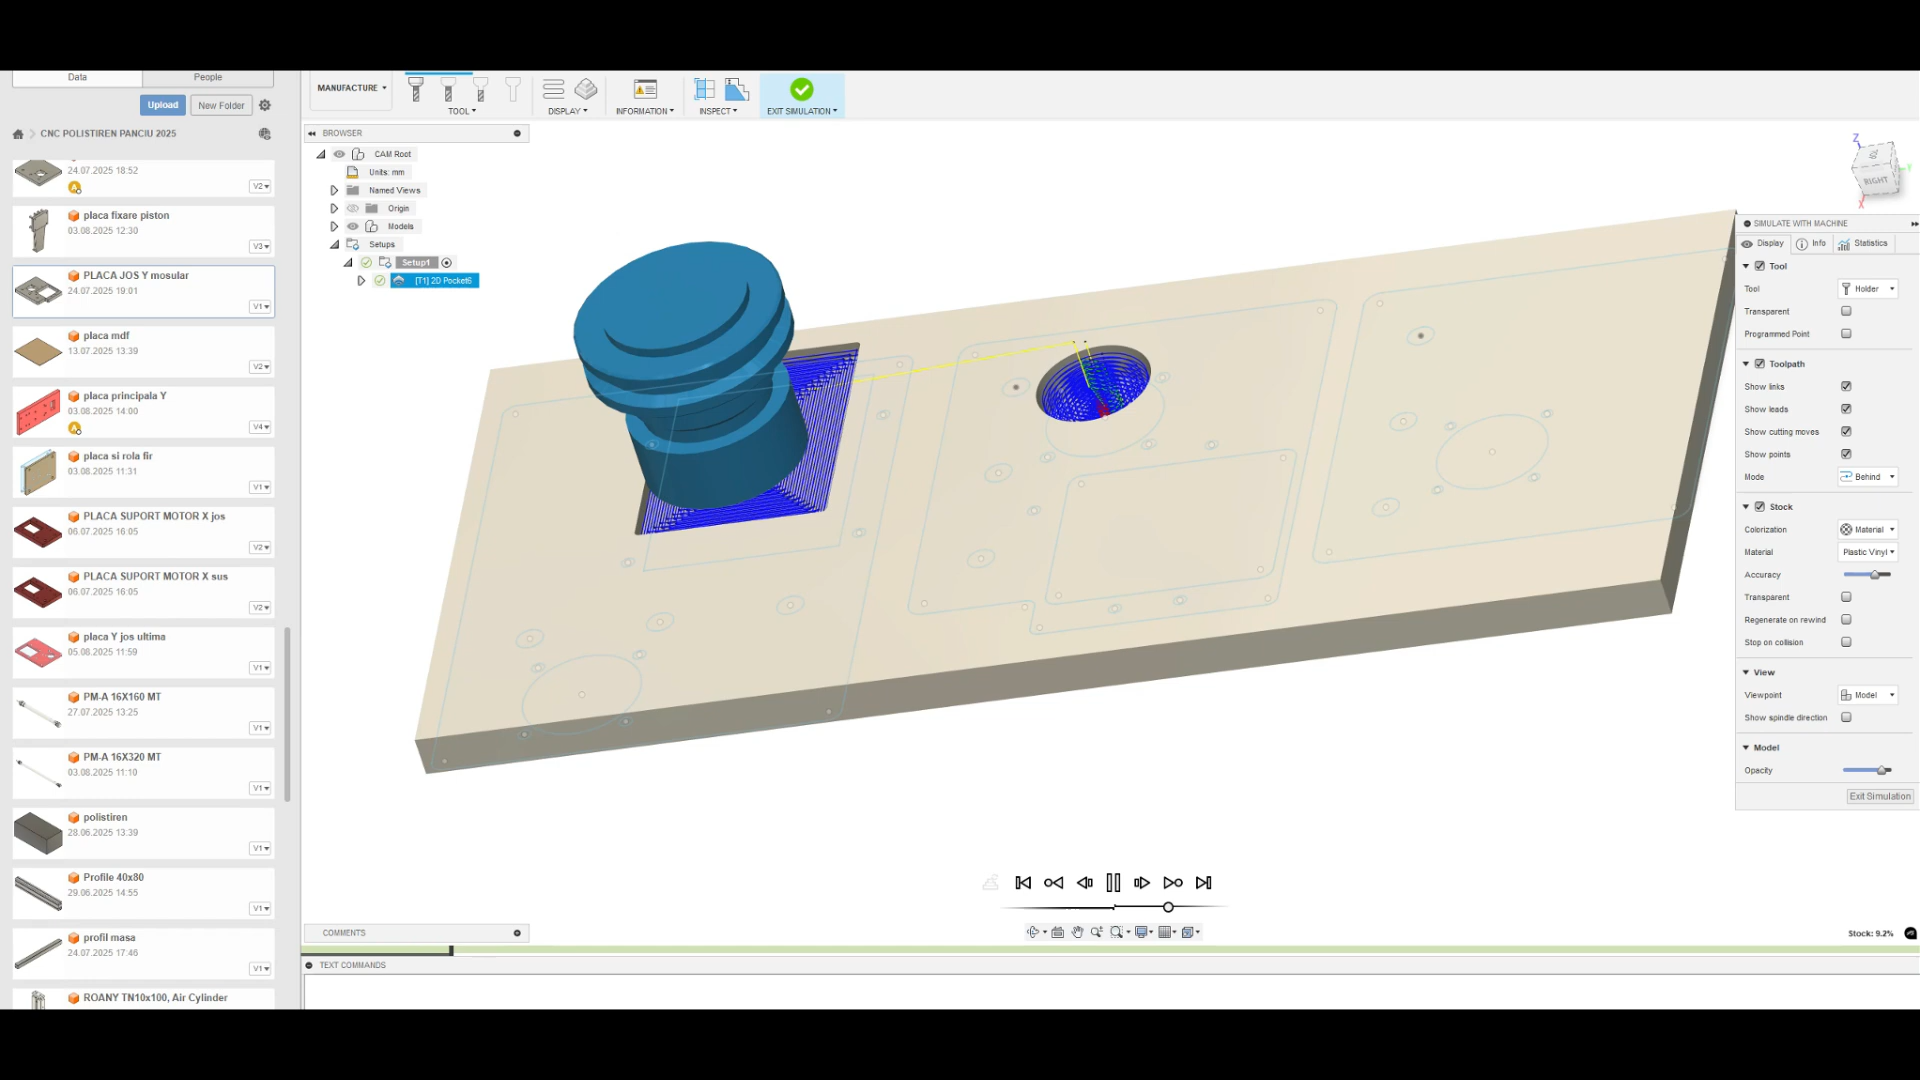 Data
People
Upload
New Folder
CNC POLISTIREN PANCIU 2025
24.07.2025 18:52
V2
placa fixare piston
03.08.2025 12:30
V3
PLACA JOS Y mosular
24.07.2025 19:01
V1
placa mdf
13.07.2025 13:39
V2
placa principala Y
03.08.2025 14:00
V4
placa si rola fir
03.08.2025 11:31
V1
PLACA SUPORT MOTOR X jos
06.07.2025 16:05
V2
PLACA SUPORT MOTOR X sus
06.07.2025 16:05
V2
placa Y jos ultima
05.08.2025 11:59
V1
PM-A 16X160 MT
27.07.2025 13:25
V1
PM-A 16X320 MT
03.08.2025 11:10
V1
polistiren
28.06.2025 13:39
V1
Profile 40x80
29.06.2025 14:55
V1
profil masa
24.07.2025 17:46
V1
ROANY TN10x100, Air Cylinder
MANUFACTURE
TOOL
DISPLAY
INFORMATION
INSPECT
EXIT SIMULATION
BROWSER
CAM Root
Units: mm
Named Views
Origin
Models
Setups
Setup1
[T1] 2D Pocket6
Z
RIGHT
Y
X
SIMULATE WITH MACHINE
Display
Info
Statistics
Tool
Tool Holder
Transparent
Programmed Point
Toolpath
Show links
Show leads
Show cutting moves
Show points
Mode Behind
Stock
Colorization Material
Material Plastic Vinyl
Accuracy
Transparent
Regenerate on rewind
Stop on collision
View
Viewpoint Model
Show spindle direction
Model
Opacity
Exit Simulation
COMMENTS
Stock: 9.2%
TEXT COMMANDS